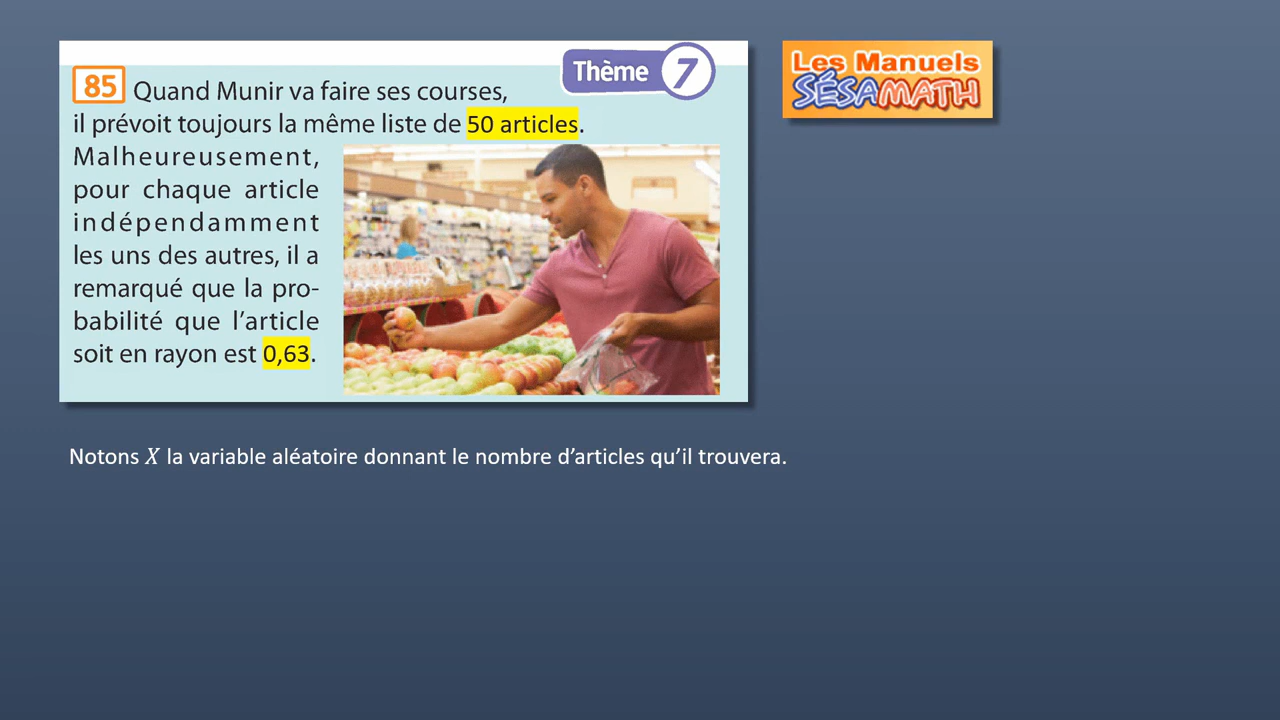 85 Quand Munir va faire ses courses,
Thème 7
il prévoit toujours la même liste de 50 articles.
Malheureusement,
pour chaque article
indépendamment
les uns des autres, il a
remarqué que la pro-
babilité que l'article
soit en rayon est 0,63.
Les Manuels
SÉSAMATH
Notons X la variable aléatoire donnant le nombre d'articles qu'il trouvera.